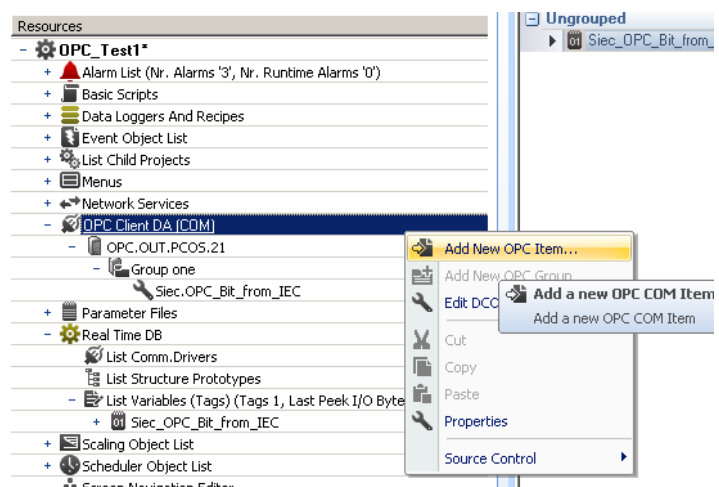 Resources
OPC_Test1*
Alarm List (Nr. Alarms '3', Nr. Runtime Alarms '0')
Basic Scripts
Data Loggers And Recipes
Event Object List
List Child Projects
Menus
Network Services
OPC Client DA (COM)
OPC.OUT.PCOS.21
Group one
Siec.OPC_Bit_from_IEC
Parameter Files
Real Time DB
List Comm.Drivers
List Structure Prototypes
List Variables (Tags) (Tags 1, Last Peek I/O Byte
01 Siec_OPC_Bit_from_IEC
Scaling Object List
Scheduler Object List
Ungrouped
01 Siec_OPC_Bit_from_
Add New OPC Item...
Add New OPC Group
Edit DCO
Cut
Copy
Paste
Properties
Source Control
Add a new OPC COM Item
Add a new OPC COM Item